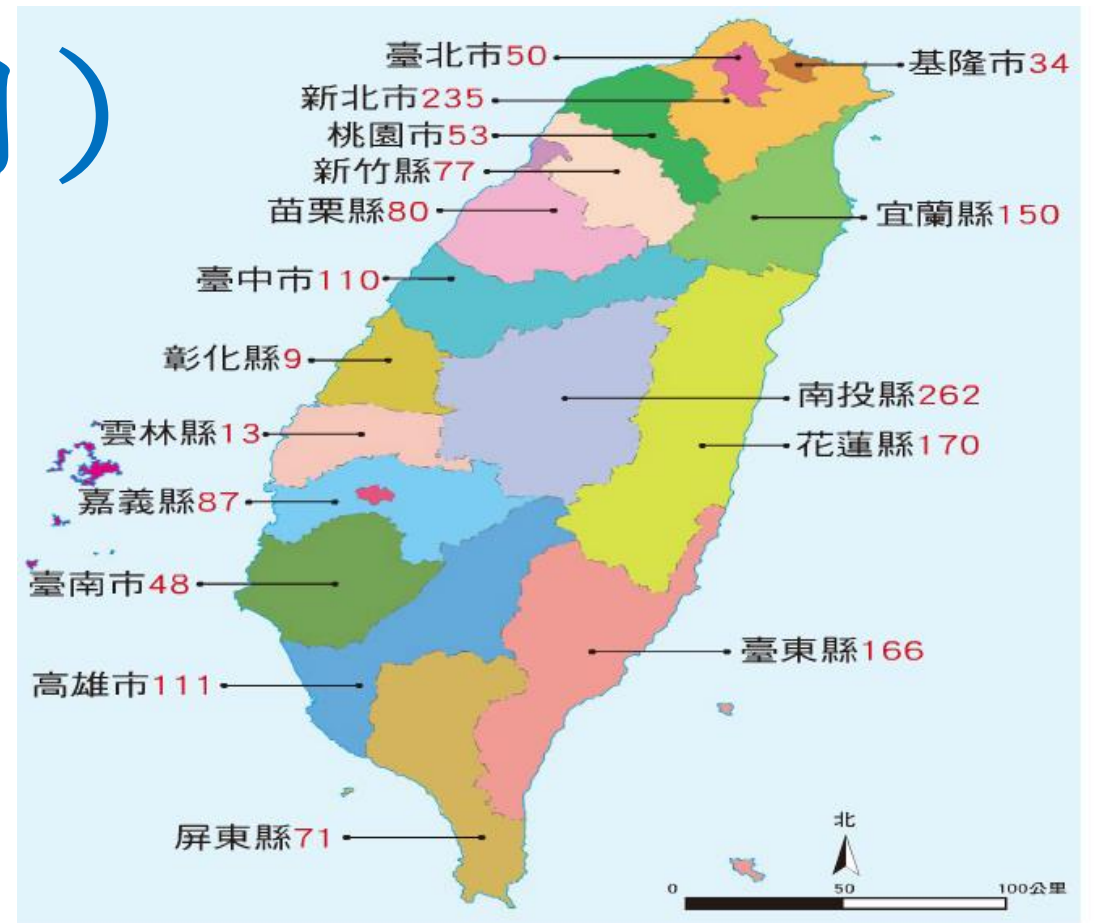 )
臺北市50
基隆市34
新北市235
桃園市53
新竹縣77
苗栗縣80
宜蘭縣150
臺中市110
彰化縣9
南投縣262
雲林縣13
花蓮縣170
嘉義縣87
臺南市48
臺東縣166
高雄市111
屏東縣71
北
0 50 100公里